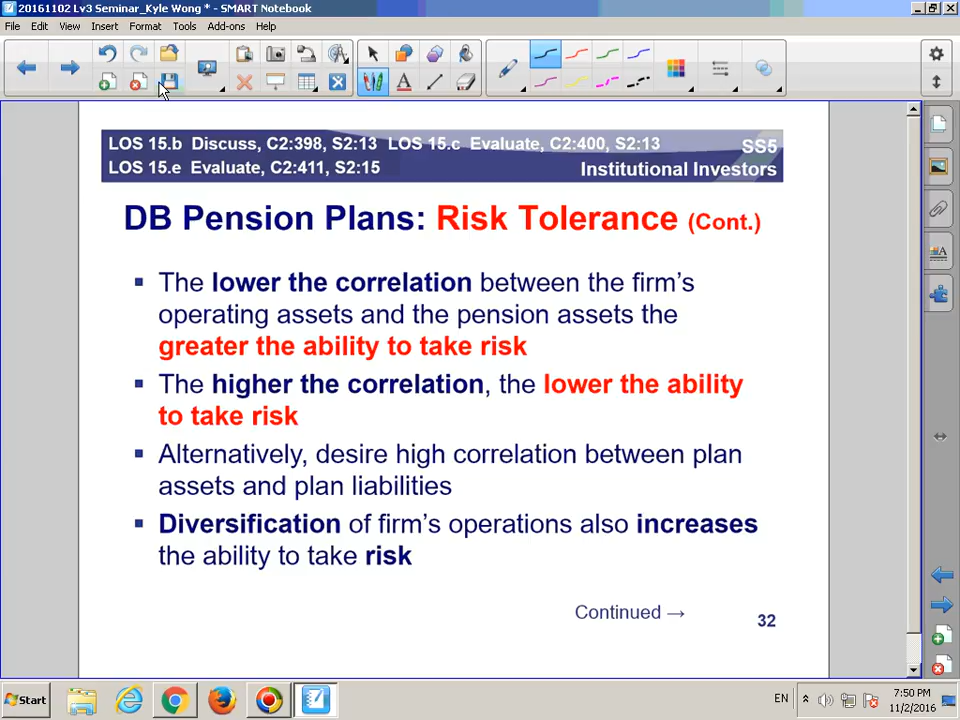 20161102 Lv3 Seminar_Kyle Wong * - SMART Notebook
File Edit View Insert Format Tools Add-ons Help
LOS 15.b Discuss, C2:398, S2:13 LOS 15.c Evaluate, C2:400, S2:13 SS5
LOS 15.e Evaluate, C2:411, S2:15 Institutional Investors
DB Pension Plans: Risk Tolerance (Cont.)
▪ The lower the correlation between the firm's
operating assets and the pension assets the
greater the ability to take risk
▪ The higher the correlation, the lower the ability
to take risk
▪ Alternatively, desire high correlation between plan
assets and plan liabilities
▪ Diversification of firm's operations also increases
the ability to take risk
Continued →
32
Start
EN
7:50 PM
11/2/2016